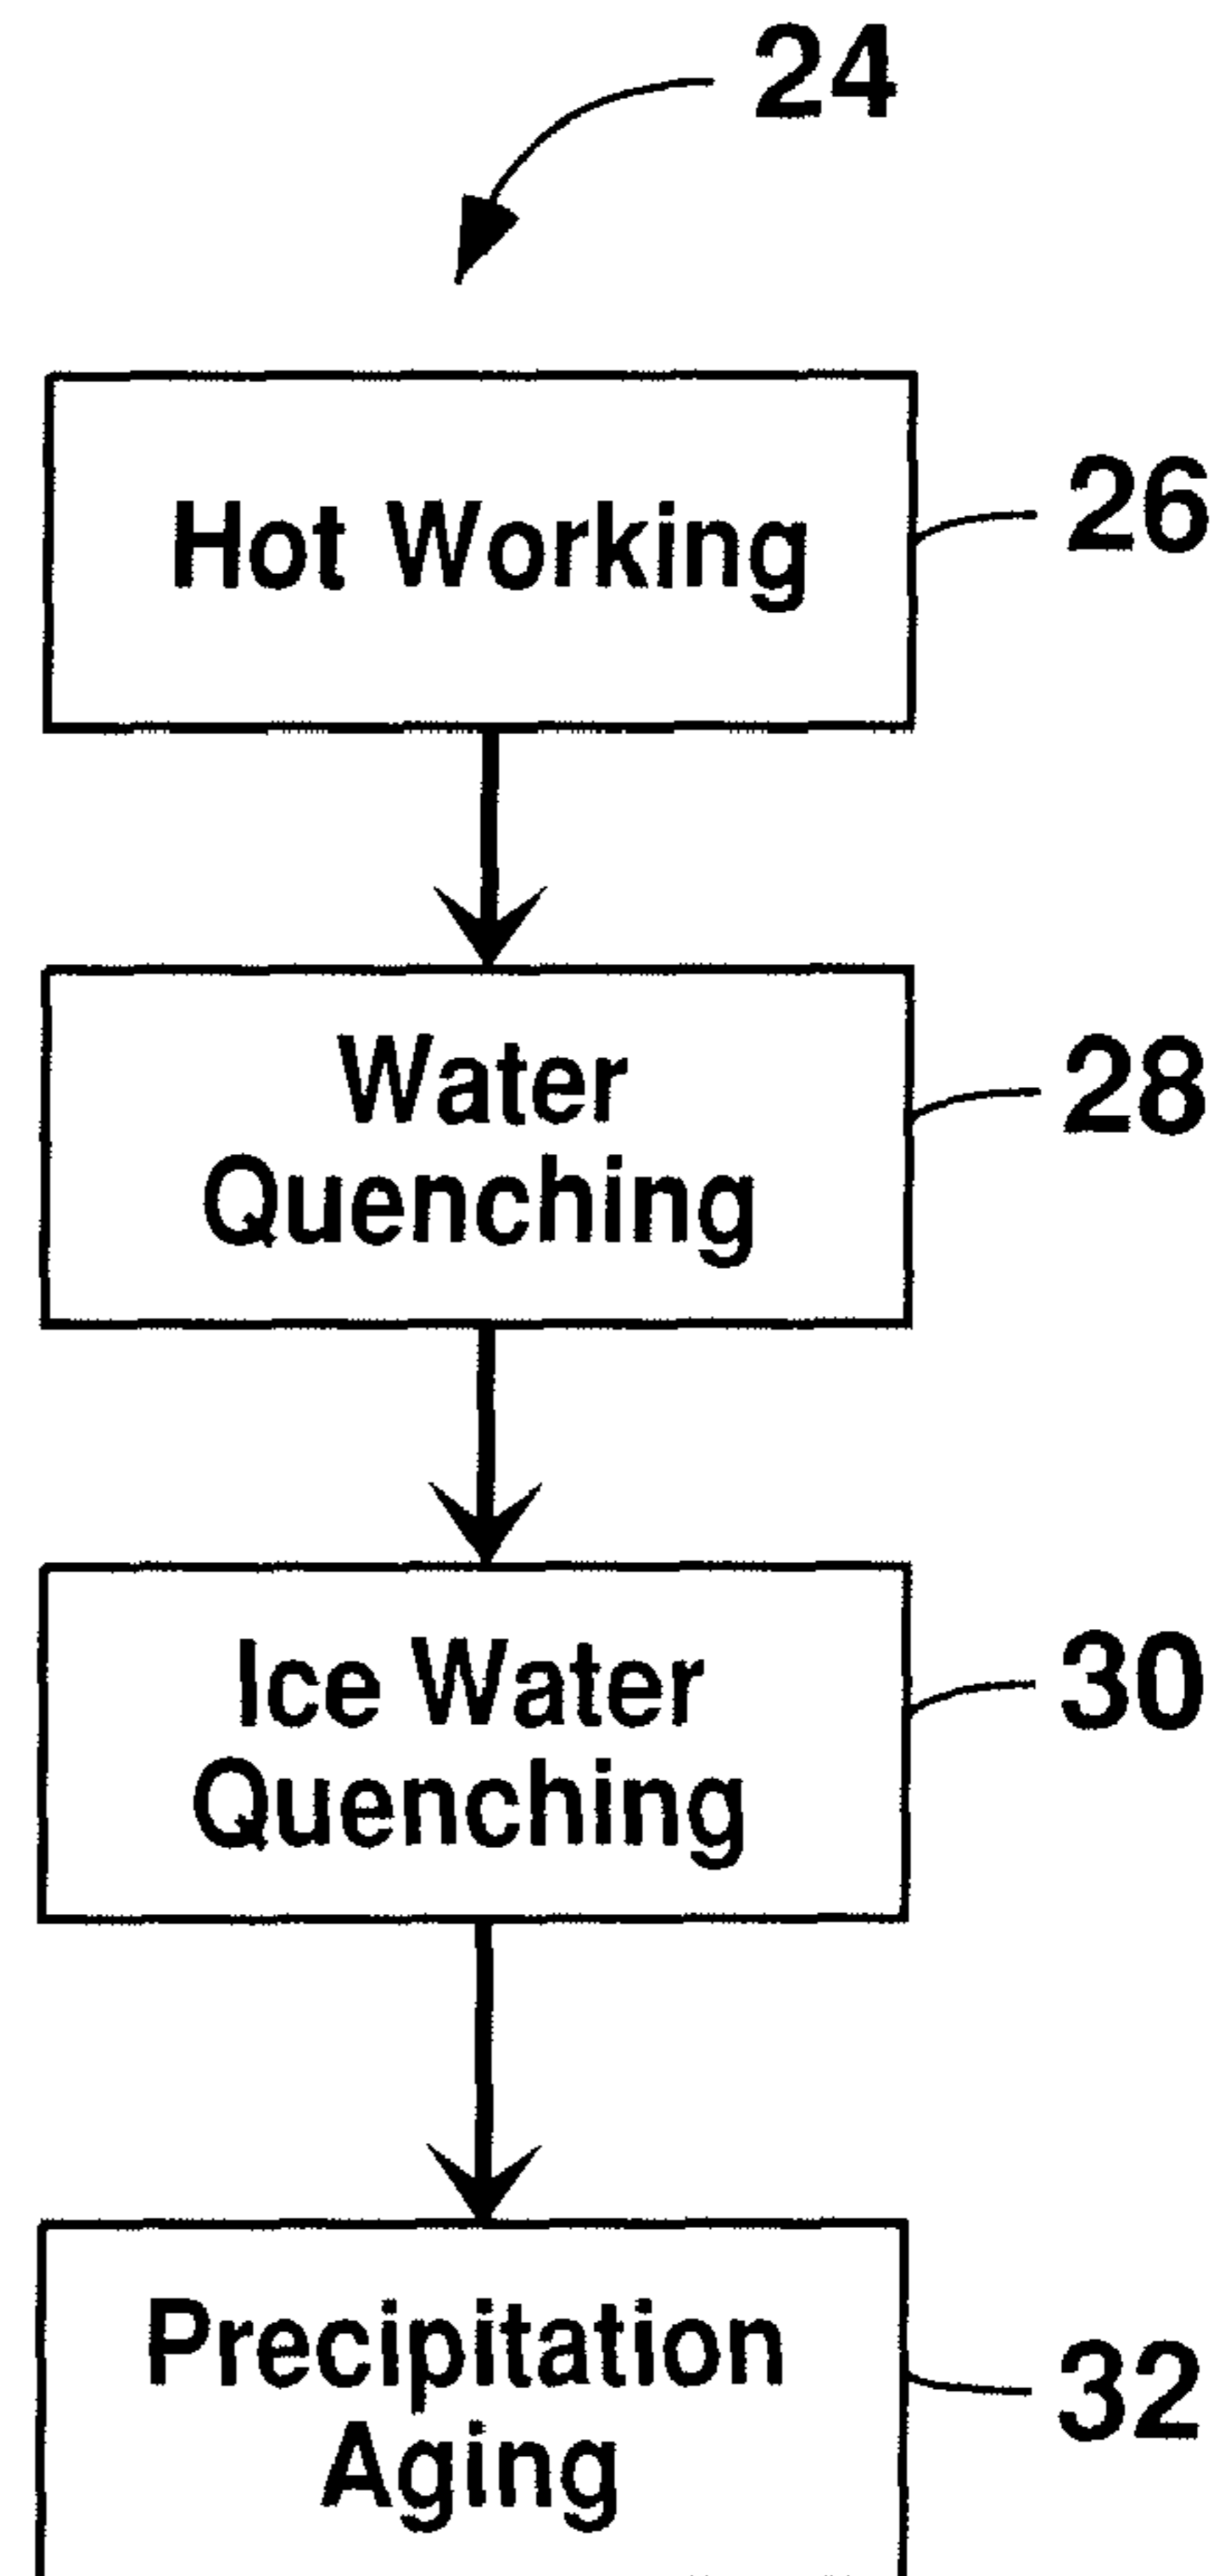 24
Hot Working
26
Water
Quenching
28
Ice Water
Quenching
30
Precipitation
Aging
32